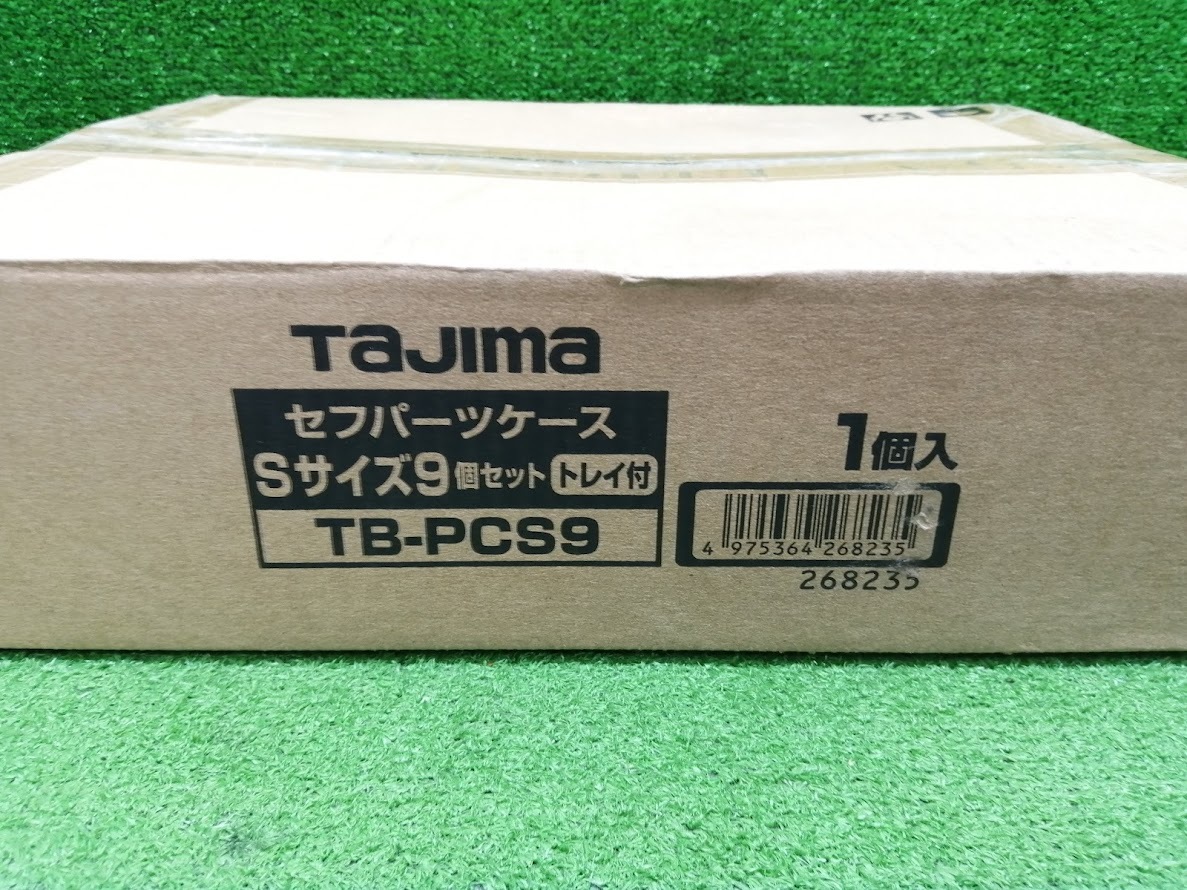 Tajima
セフパーツケース
Sサイズ9個セット トレイ付
TB-PCS9
1個入
4 975364 268235
268235